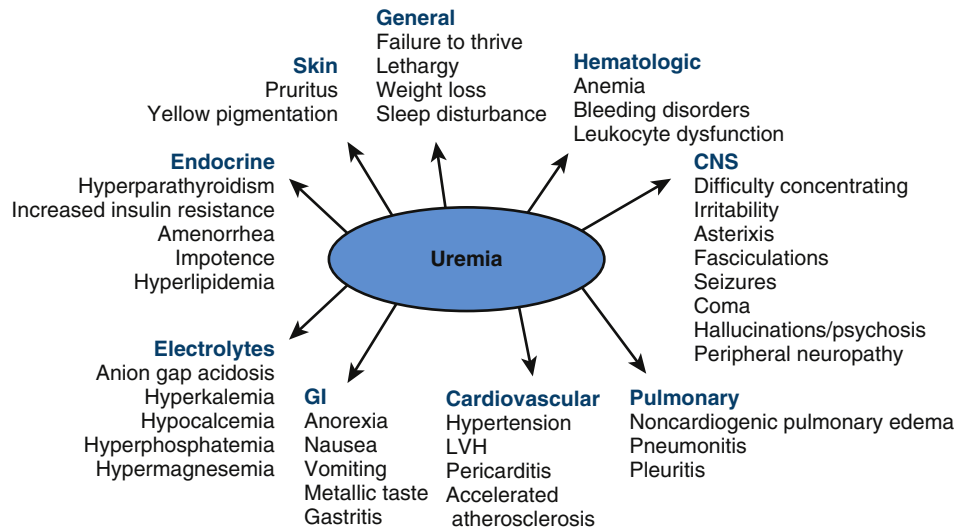 General
Failure to thrive
Lethargy
Weight loss
Sleep disturbance
Skin
Pruritus
Yellow pigmentation
Hematologic
Anemia
Bleeding disorders
Leukocyte dysfunction
Endocrine
Hyperparathyroidism
Increased insulin resistance
Amenorrhea
Impotence
Hyperlipidemia
CNS
Difficulty concentrating
Irritability
Asterixis
Fasciculations
Seizures
Coma
Hallucinations/psychosis
Peripheral neuropathy
Uremia
Electrolytes
Anion gap acidosis
Hyperkalemia
Hypocalcemia
Hyperphosphatemia
Hypermagnesemia
GI
Anorexia
Nausea
Vomiting
Metallic taste
Gastritis
Cardiovascular
Hypertension
LVH
Pericarditis
Accelerated
atherosclerosis
Pulmonary
Noncardiogenic pulmonary edema
Pneumonitis
Pleuritis